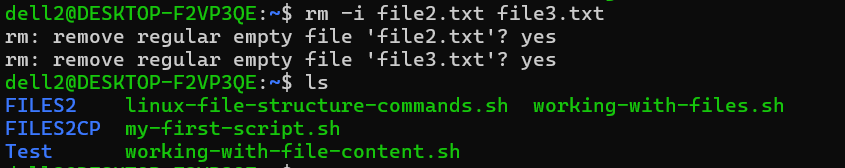 dell2@DESKTOP-F2VP3QE:~$ rm -i file2.txt file3.txt
rm: remove regular empty file 'file2.txt'? yes
rm: remove regular empty file 'file3.txt'? yes
dell2@DESKTOP-F2VP3QE:~$ ls
FILES2    linux-file-structure-commands.sh  working-with-files.sh
FILES2CP  my-first-script.sh
Test      working-with-file-content.sh